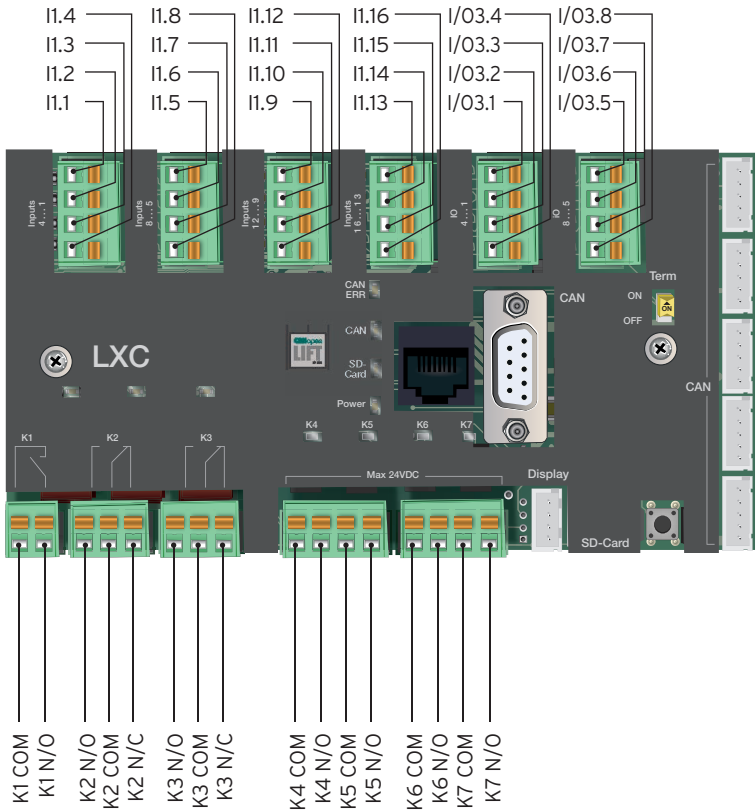 I1.4 I1.8 I1.12 I1.16 I/O3.4 I/O3.8
I1.3 I1.7 I1.11 I1.15 I/O3.3 I/O3.7
I1.2 I1.6 I1.10 I1.14 I/O3.2 I/O3.6
I1.1 I1.5 I1.9 I1.13 I/O3.1 I/O3.5
Inputs
4...1
Inputs
8...5
Inputs
12...9
Inputs
16...13
IO
4...1
IO
8...5
CAN
ERR
CAN
Term
ON
ON
OFF
LXC
CANopen
LIFT
CAN
SD-
Card
Power
CAN
K1 K2 K3
K4 K5 K6 K7
Max 24VDC
Display
SD-Card
K1 COM
K1 N/O
K2 N/O
K2 COM
K2 N/C
K3 N/O
K3 COM
K3 N/C
K4 COM
K4 N/O
K5 COM
K5 N/O
K6 COM
K6 N/O
K7 COM
K7 N/O